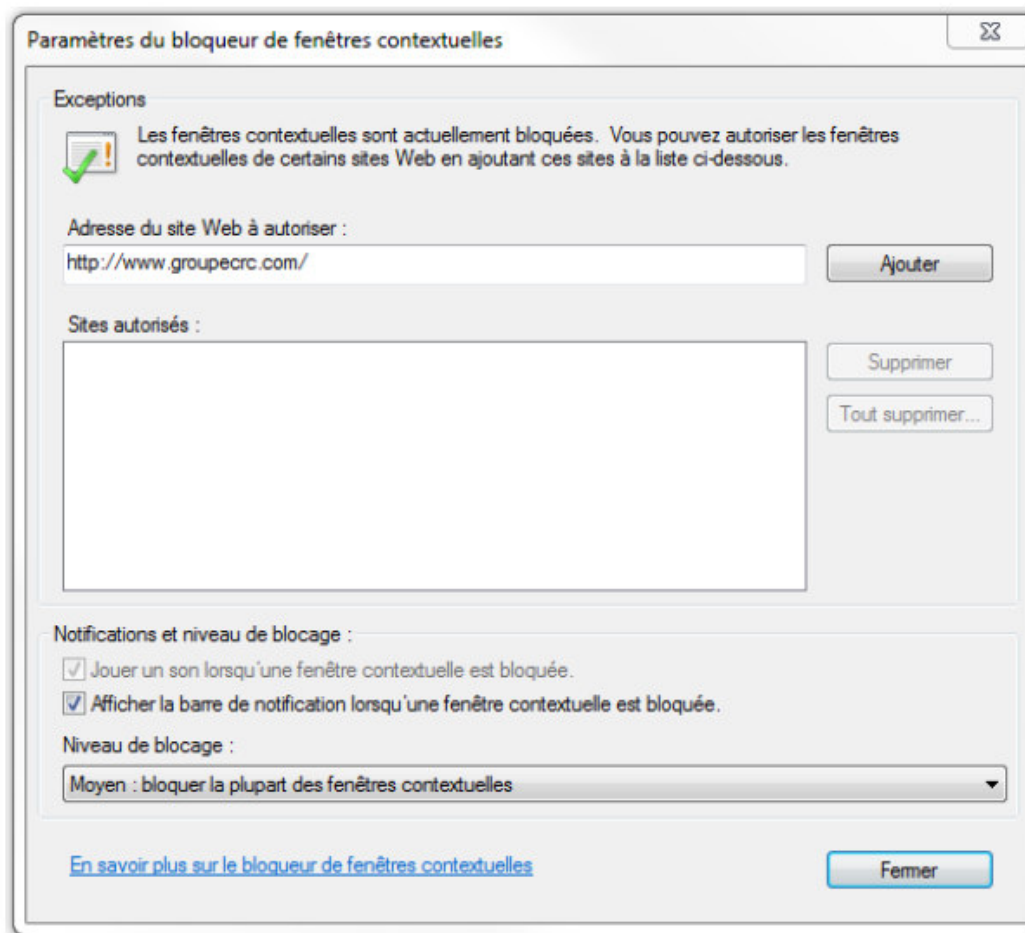 Paramètres du bloqueur de fenêtres contextuelles
Exceptions
Les fenêtres contextuelles sont actuellement bloquées. Vous pouvez autoriser les fenêtres
contextuelles de certains sites Web en ajoutant ces sites à la liste ci-dessous.
Adresse du site Web à autoriser :
http://www.groupecrc.com/
Ajouter
Sites autorisés :
Supprimer
Tout supprimer...
Notifications et niveau de blocage :
Jouer un son lorsqu'une fenêtre contextuelle est bloquée.
Afficher la barre de notification lorsqu'une fenêtre contextuelle est bloquée.
Niveau de blocage :
Moyen : bloquer la plupart des fenêtres contextuelles
En savoir plus sur le bloqueur de fenêtres contextuelles
Fermer